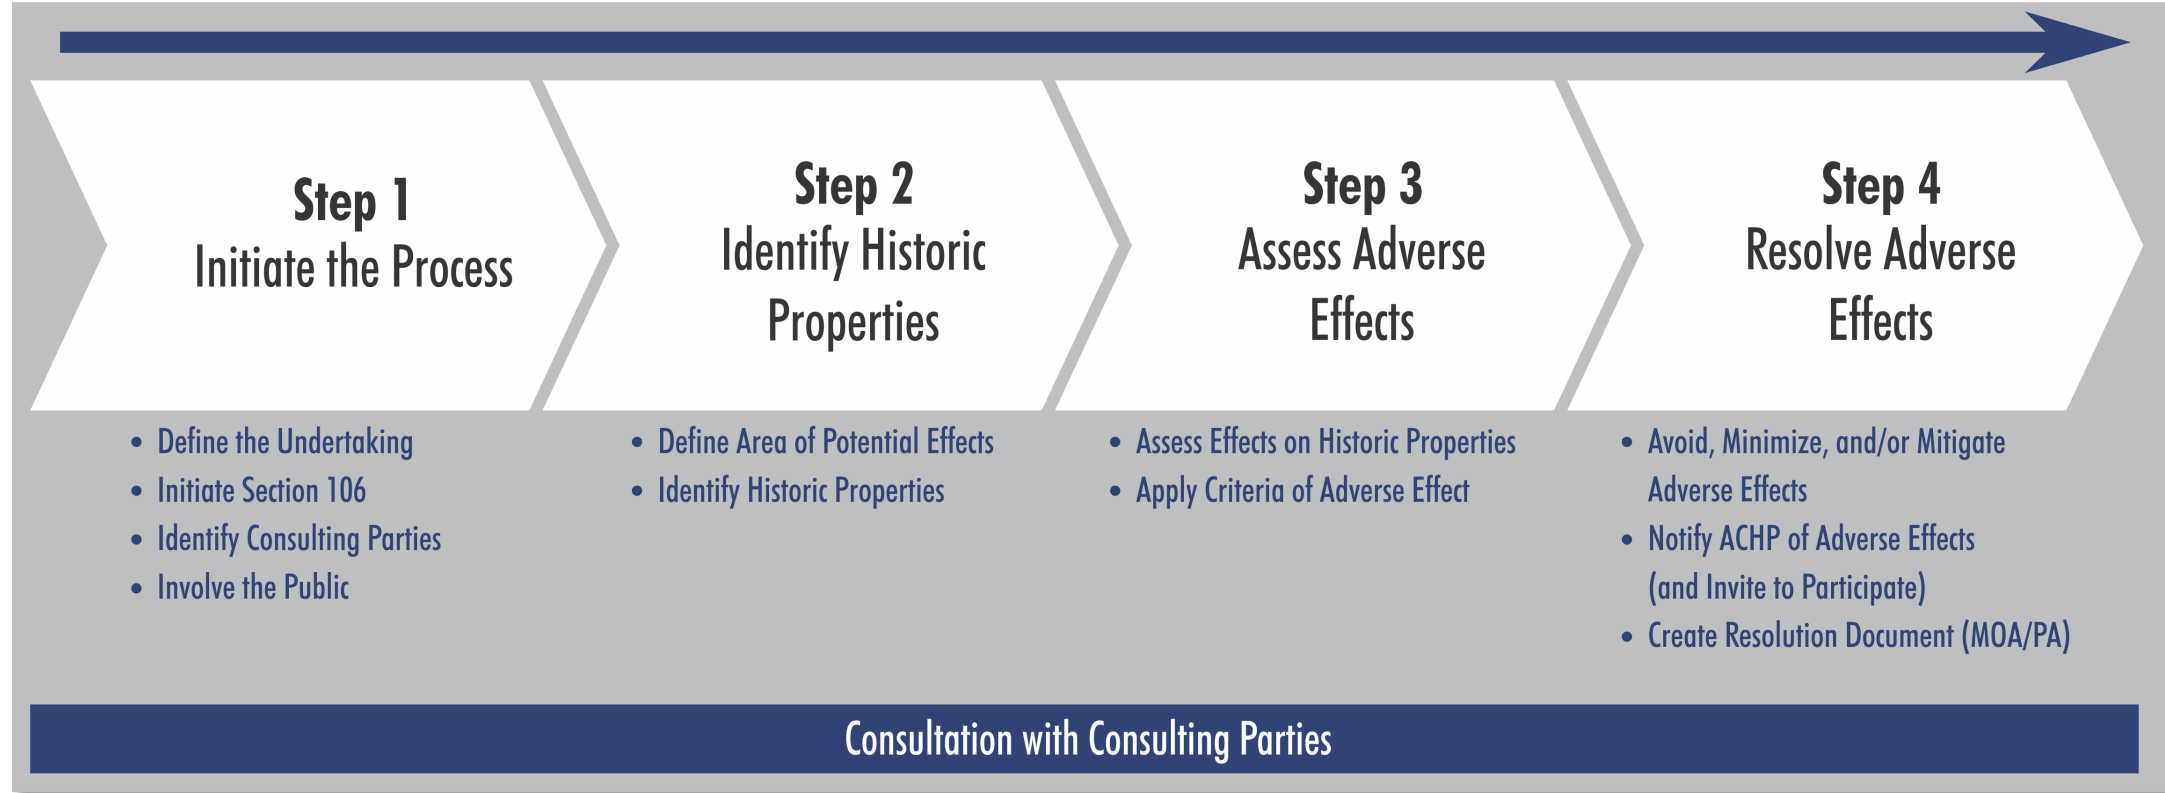 Step 1
Initiate the Process
Step 2
Identify Historic
Properties
Step 3
Assess Adverse
Effects
Step 4
Resolve Adverse
Effects
• Define the Undertaking
• Initiate Section 106
• Identify Consulting Parties
• Involve the Public
• Define Area of Potential Effects
• Identify Historic Properties
• Assess Effects on Historic Properties
• Apply Criteria of Adverse Effect
• Avoid, Minimize, and/or Mitigate
Adverse Effects
• Notify ACHP of Adverse Effects
(and Invite to Participate)
• Create Resolution Document (MOA/PA)
Consultation with Consulting Parties